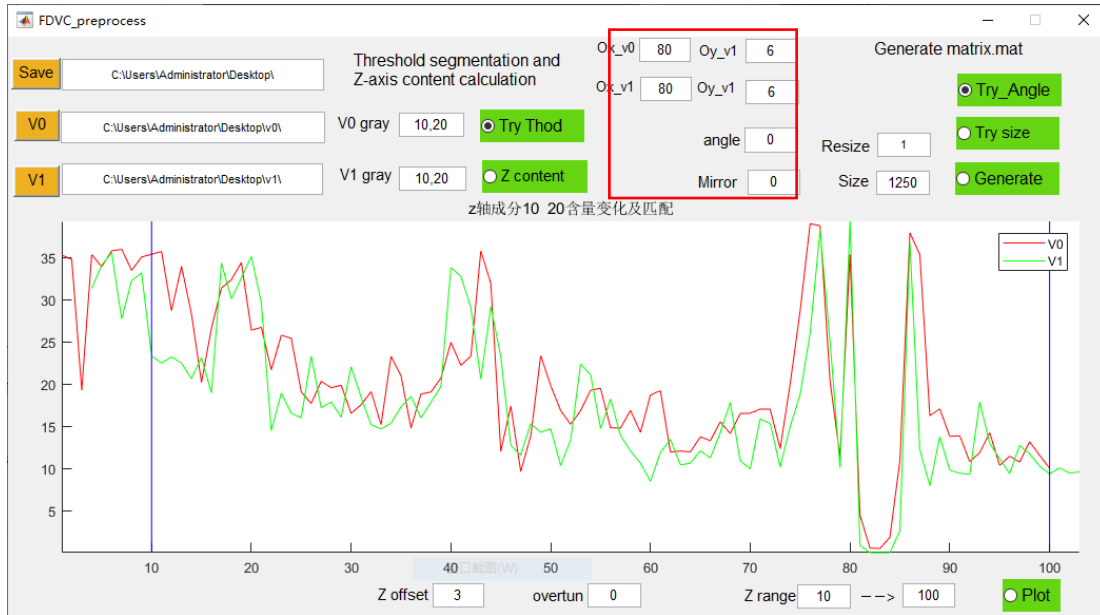 FDVC_preprocess
Save
C:\Users\Administrator\Desktop\
Threshold segmentation and
Z-axis content calculation
Ox_v0 80 Oy_v1 6
Ox_v1 80 Oy_v1 6
Generate matrix.mat
Try_Angle
V0
C:\Users\Administrator\Desktop\v0\
V0 gray 10,20 Try Thod
angle 0
Resize 1
Try size
V1
C:\Users\Administrator\Desktop\v1\
V1 gray 10,20 Z content
Mirror 0
Size 1250
Generate
z轴成分10 20含量变化及匹配
V0
V1
35
30
25
20
15
10
5
10 20 30 40 50 60 70 80 90 100
口截图(W)
Z offset 3 overtun 0 Z range 10 --> 100 Plot